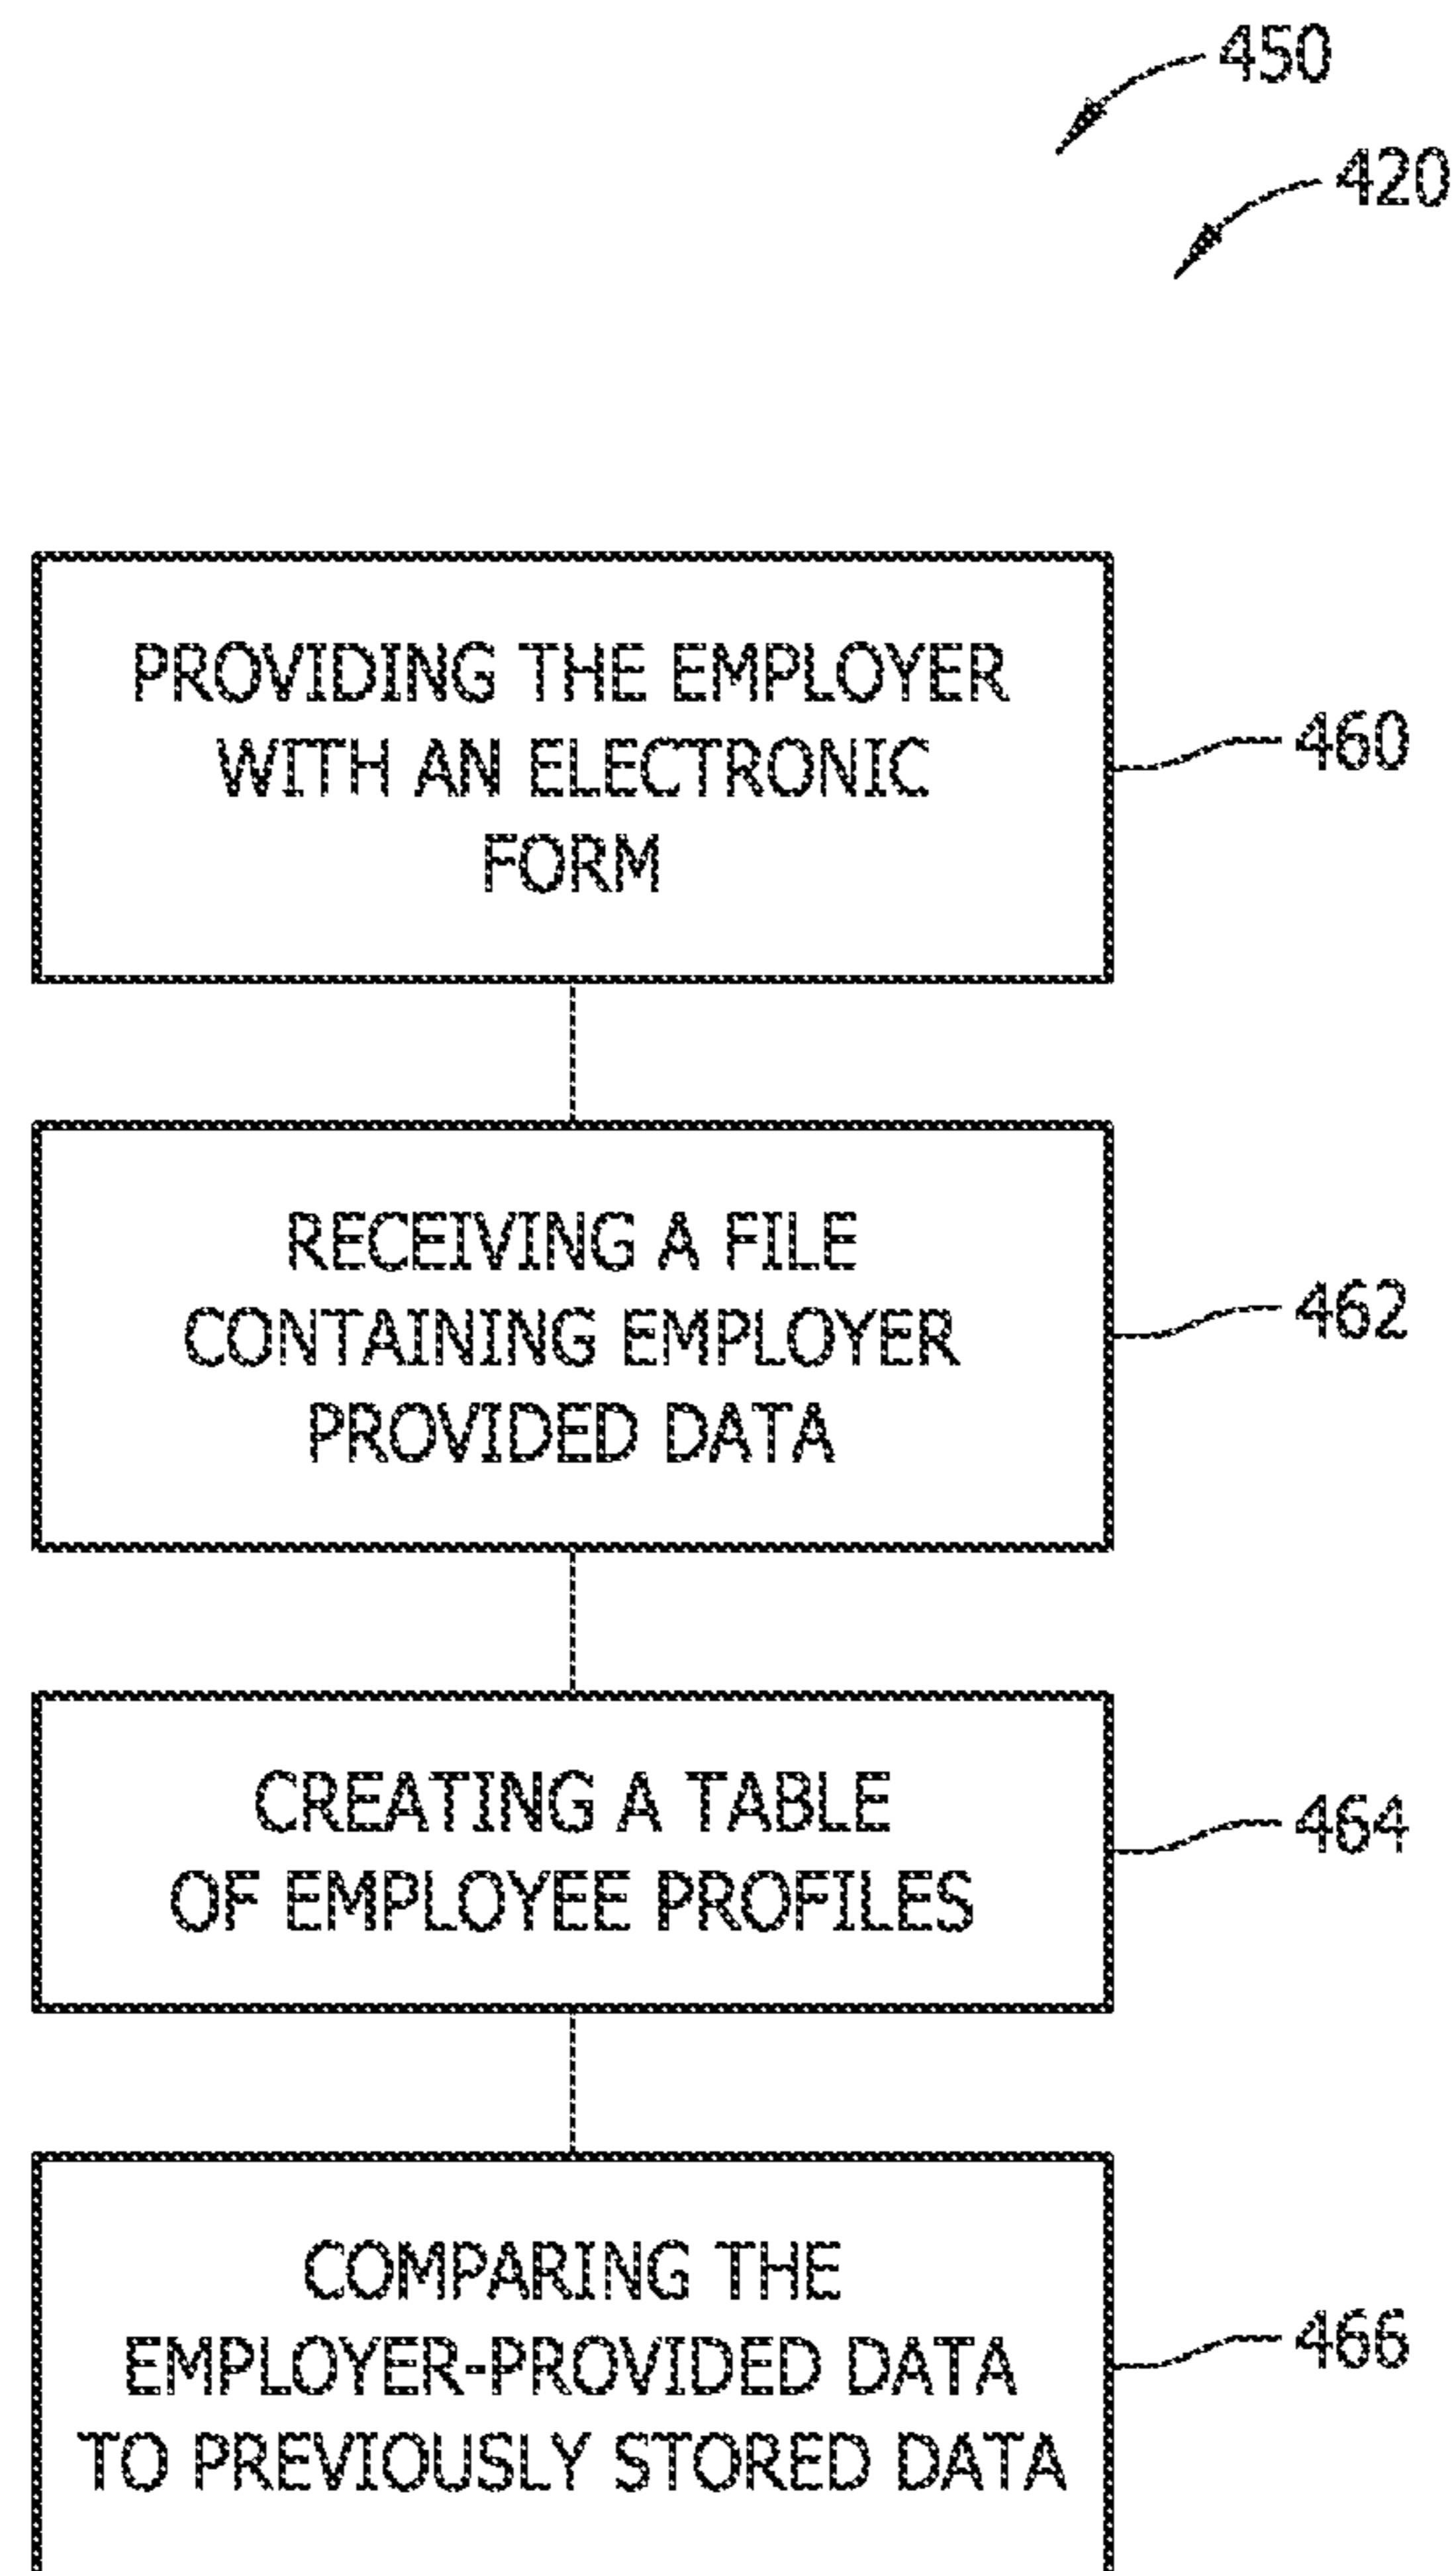 450
420
PROVIDING THE EMPLOYER
WITH AN ELECTRONIC
FORM
460
RECEIVING A FILE
CONTAINING EMPLOYER
PROVIDED DATA
462
CREATING A TABLE
OF EMPLOYEE PROFILES
464
COMPARING THE
EMPLOYER-PROVIDED DATA
TO PREVIOUSLY STORED DATA
466